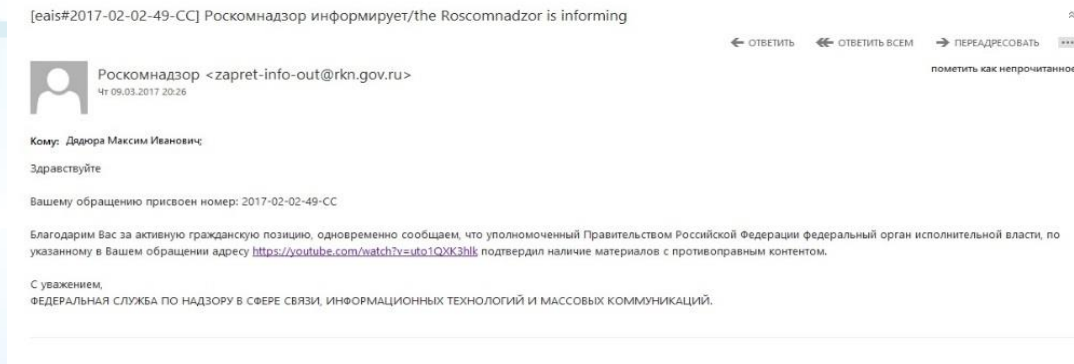 [eais#2017-02-02-49-CC] Роскомнадзор информирует/the Roscomnadzor is informing
ОТВЕТИТЬ ОТВЕТИТЬ ВСЕМ ПЕРЕАДРЕСОВАТЬ ...
Роскомнадзор <zapret-info-out@rkn.gov.ru>
Чт 09.03.2017 20:26
пометить как непрочитанное
Кому: Дядюра Максим Иванович;
Здравствуйте
Вашему обращению присвоен номер: 2017-02-02-49-CC
Благодарим Вас за активную гражданскую позицию, одновременно сообщаем, что уполномоченный Правительством Российской Федерации федеральный орган исполнительной власти, по
указанному в Вашем обращении адресу https://youtube.com/watch?v=uto1QXK3hlk подтвердил наличие материалов с противоправным контентом.
С уважением,
ФЕДЕРАЛЬНАЯ СЛУЖБА ПО НАДЗОРУ В СФЕРЕ СВЯЗИ, ИНФОРМАЦИОННЫХ ТЕХНОЛОГИЙ И МАССОВЫХ КОММУНИКАЦИЙ.